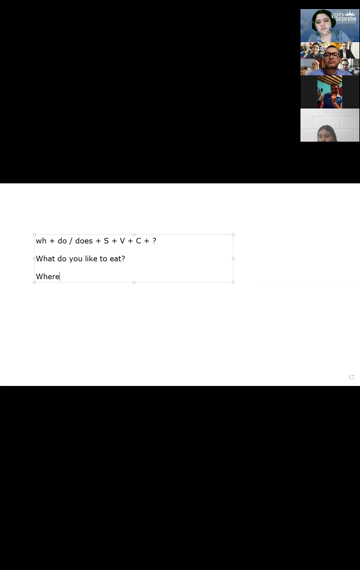 wh + do / does + S + V + C + ?
What do you like to eat?
Where
17